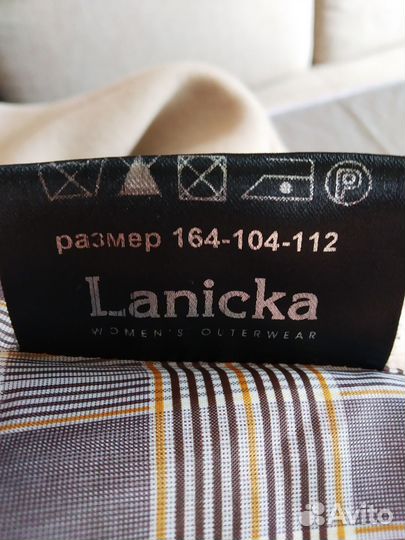 P
размер 164-104-112
Lanicka
WOMEN'S OUTERWEAR
Avito